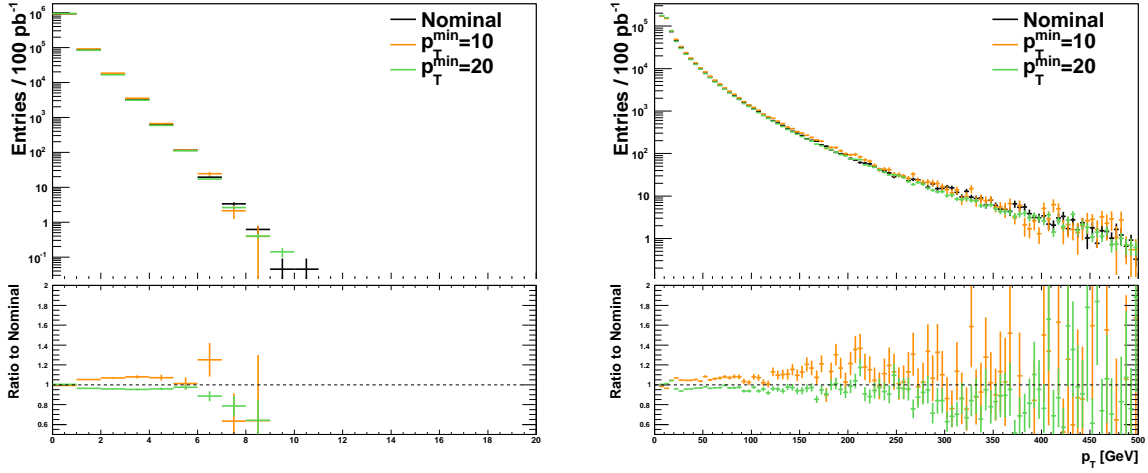 Entries / 100 pb⁻¹
10⁶
10⁵
10⁴
10³
10²
10
1
10⁻¹
Nominal
p_T^min=10
p_T^min=20
Ratio to Nominal
2
1.8
1.6
1.4
1.2
1
0.8
0.6
0 2 4 6 8 10 12 14 16 18 20
Entries / 100 pb⁻¹
10⁵
10⁴
10³
10²
10
1
Nominal
p_T^min=10
p_T^min=20
Ratio to Nominal
2
1.8
1.6
1.4
1.2
1
0.8
0.6
0 50 100 150 200 250 300 350 400 450 500
p_T [GeV]